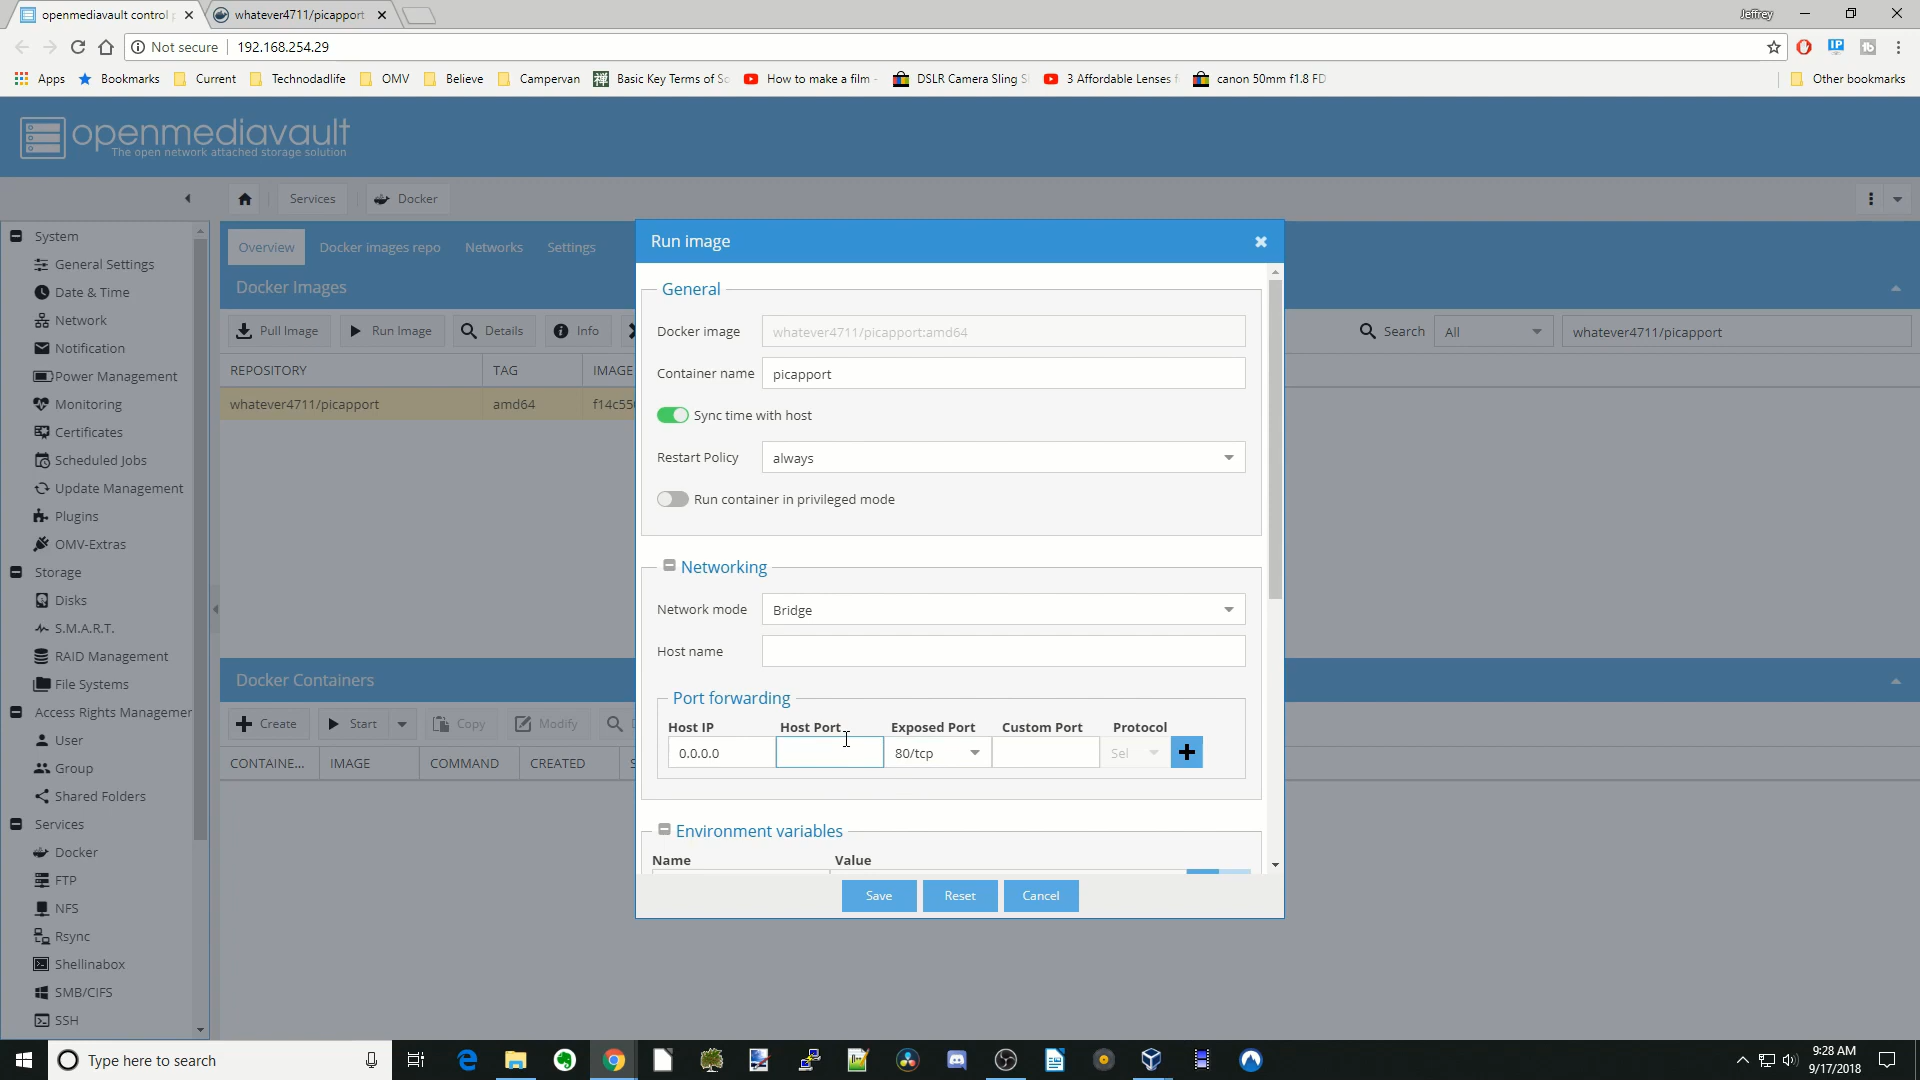 openmediavault control
whatever4711/picapport
Jeffrey
Not secure
192.168.254.29
Apps
Bookmarks
Current
Technodadlife
OMV
Believe
Campervan
Basic Key Terms of Sc
How to make a film -
DSLR Camera Sling S
3 Affordable Lenses f
canon 50mm f1.8 FD
Other bookmarks
openmediavault
The open network attached storage solution
Services
Docker
System
General Settings
Date & Time
Network
Notification
Power Management
Monitoring
Certificates
Scheduled Jobs
Update Management
Plugins
OMV-Extras
Storage
Disks
S.M.A.R.T.
RAID Management
File Systems
Access Rights Managemer
User
Group
Shared Folders
Services
Docker
FTP
NFS
Rsync
Shellinabox
SMB/CIFS
SSH
Overview
Docker images repo
Networks
Settings
Docker Images
Pull Image
Run Image
Details
Info
Search
All
whatever4711/picapport
REPOSITORY
TAG
IMAGE
whatever4711/picapport
amd64
f14c55
Docker Containers
Create
Start
Copy
Modify
CONTAINE...
IMAGE
COMMAND
CREATED
Run image
General
Docker image
whatever4711/picapport:amd64
Container name
picapport
Sync time with host
Restart Policy
always
Run container in privileged mode
Networking
Network mode
Bridge
Host name
Port forwarding
Host IP
Host Port
Exposed Port
Custom Port
Protocol
0.0.0.0
80/tcp
Sel
Environment variables
Name
Value
Save
Reset
Cancel
Type here to search
9:28 AM
9/17/2018